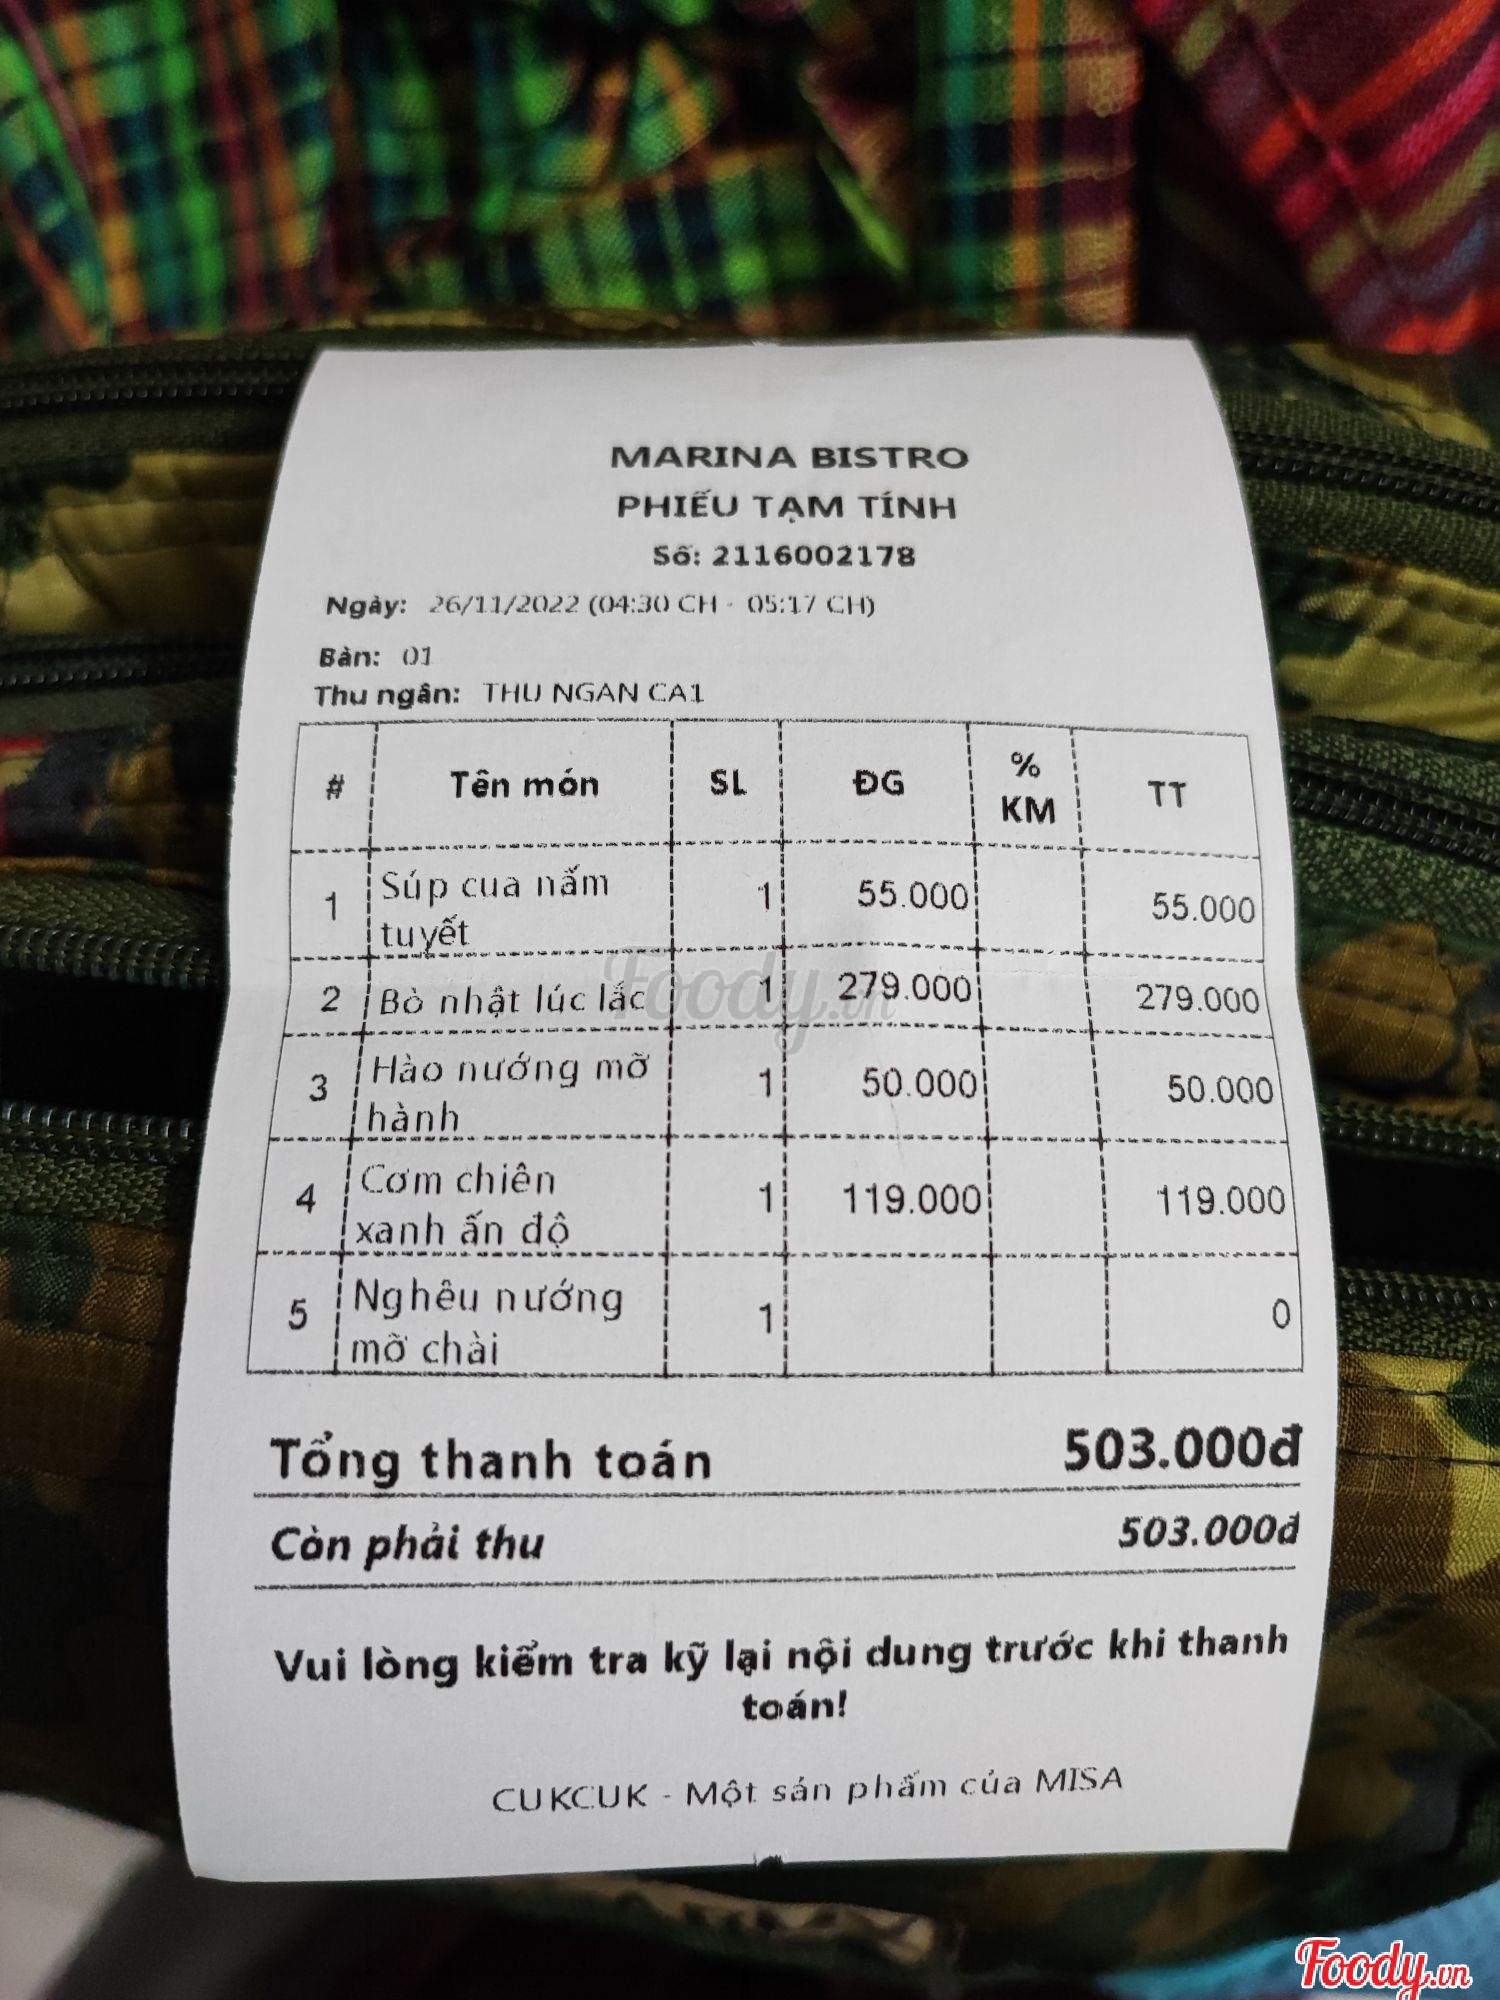 MARINA BISTRO
PHIẾU TẠM TÍNH
Số: 2116002178
Ngày: 26/11/2022 (04:30 CH - 05:17 CH)
Bàn: 01
Thu ngân: THU NGAN CA1
# Tên món SL ĐG % KM TT
1 Súp cua nấm tuyết 1 55.000 55.000
2 Bò nhật lúc lắc 1 279.000 279.000
3 Hào nướng mỡ hành 1 50.000 50.000
4 Cơm chiên xanh ấn độ 1 119.000 119.000
5 Nghêu nướng mỡ chài 1 0
Tổng thanh toán 503.000đ
Còn phải thu 503.000đ
Vui lòng kiểm tra kỹ lại nội dung trước khi thanh
toán!
CUKCUK - Một sản phẩm của MISA
Foody.vn
Foody.vn